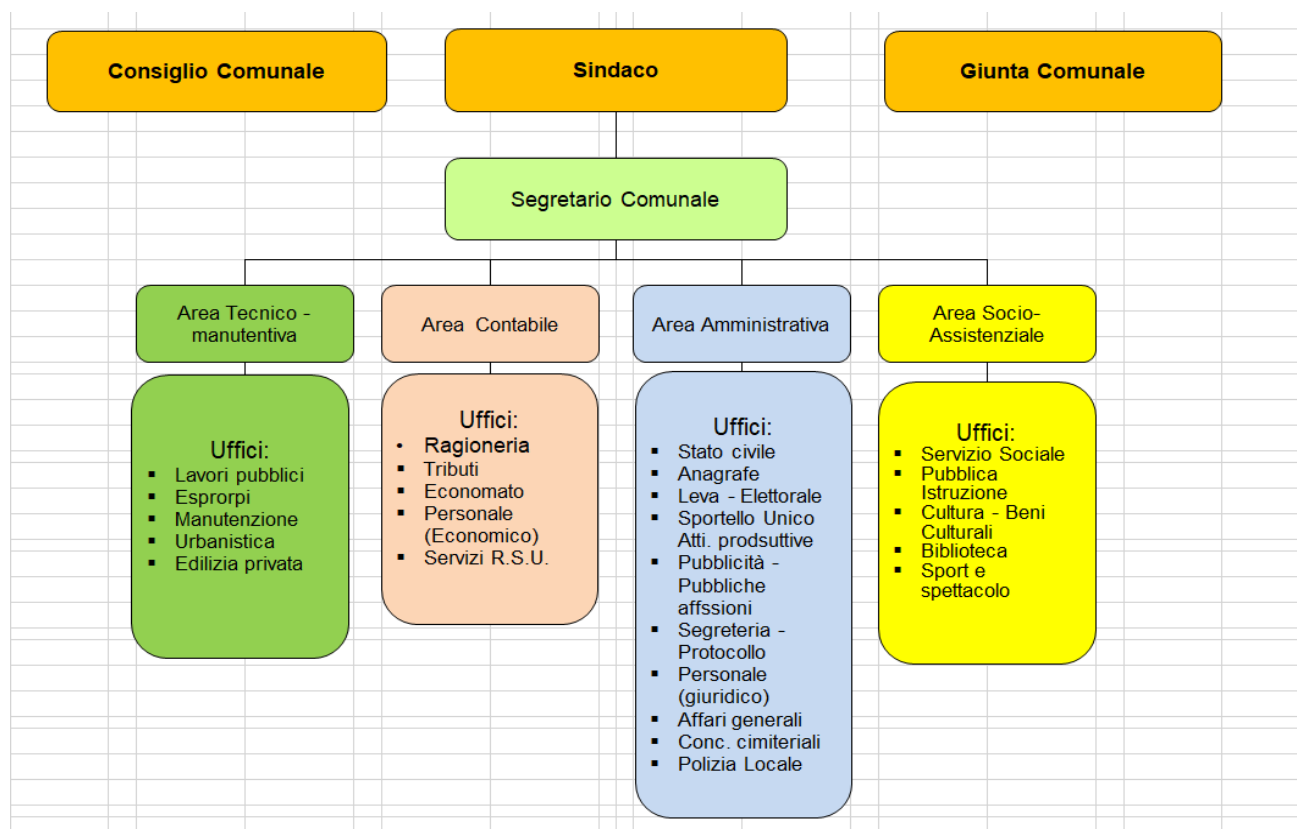 Consiglio Comunale
Sindaco
Giunta Comunale
Segretario Comunale
Area Tecnico -
manutentiva
Area Contabile
Area Amministrativa
Area Socio-
Assistenziale
Uffici:
▪ Lavori pubblici
▪ Esprorpi
▪ Manutenzione
▪ Urbanistica
▪ Edilizia privata
Uffici:
• Ragioneria
▪ Tributi
▪ Economato
▪ Personale
(Economico)
▪ Servizi R.S.U.
Uffici:
▪ Stato civile
▪ Anagrafe
▪ Leva - Elettorale
▪ Sportello Unico
Atti. prodsuttive
▪ Pubblicità -
Pubbliche
affssioni
▪ Segreteria -
Protocollo
▪ Personale
(giuridico)
▪ Affari generali
▪ Conc. cimiteriali
▪ Polizia Locale
Uffici:
▪ Servizio Sociale
▪ Pubblica
Istruzione
▪ Cultura - Beni
Culturali
▪ Biblioteca
▪ Sport e
spettacolo